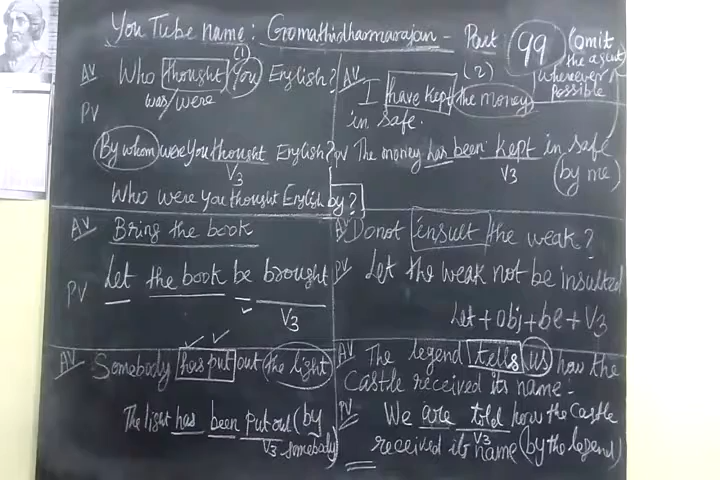 You Tube name: Gromathidharmarajan - Part: 99 (omit the agent wherever possible
(1)
AV Who thought You English?
was/were
PV
By whom were you thought English?
V3
Who were you thought English by?
(2)
AV I have kept the money
in safe.
PV The money has been kept in safe
V3
(by me)
AV Bring the book
PV Let the book be brought
V3
AV Do not insult the weak?
PV Let the weak not be insulted
Let + obj + be + V3
AV Somebody has put out the light
The light has been put out (by
V3 somebody)
AV The legend tells us how the
Castle received its name -
PV We are told how the Castle
V3
received its name (by the legend)